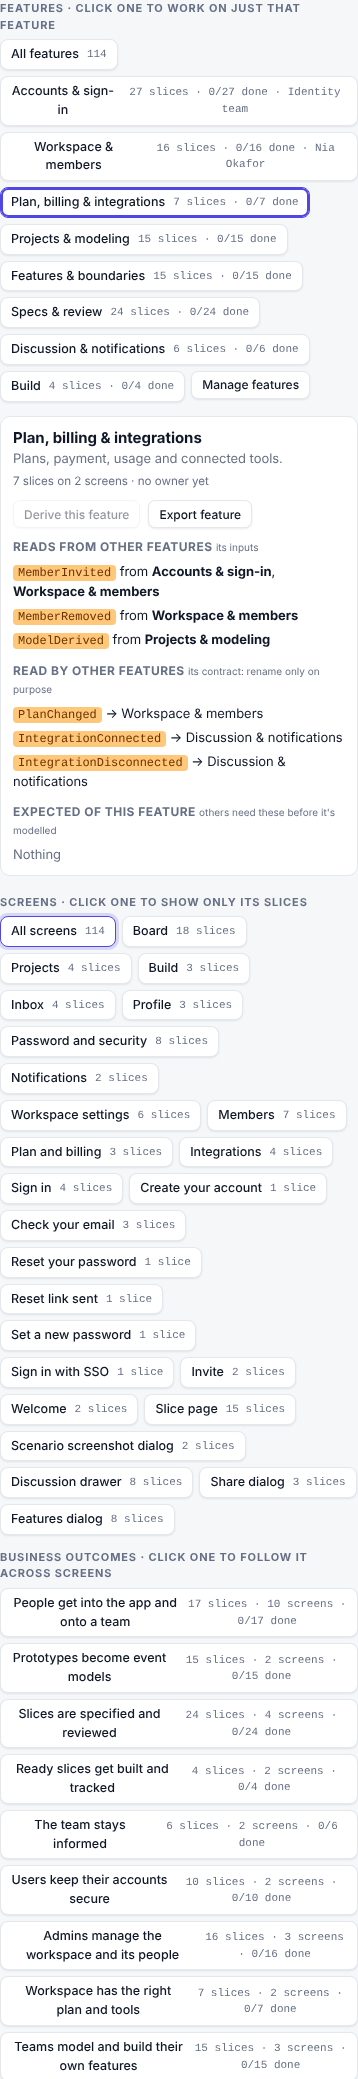 FEATURES · CLICK ONE TO WORK ON JUST THAT
FEATURE
All features 114
Accounts & sign-
in
27 slices · 0/27 done · Identity
team
Workspace &
members
16 slices · 0/16 done · Nia
Okafor
Plan, billing & integrations 7 slices · 0/7 done
Projects & modeling 15 slices · 0/15 done
Features & boundaries 15 slices · 0/15 done
Specs & review 24 slices · 0/24 done
Discussion & notifications 6 slices · 0/6 done
Build 4 slices · 0/4 done Manage features
Plan, billing & integrations
Plans, payment, usage and connected tools.
7 slices on 2 screens · no owner yet
Derive this feature Export feature
READS FROM OTHER FEATURES its inputs
MemberInvited from Accounts & sign-in,
Workspace & members
MemberRemoved from Workspace & members
ModelDerived from Projects & modeling
READ BY OTHER FEATURES its contract: rename only on
purpose
PlanChanged → Workspace & members
IntegrationConnected → Discussion & notifications
IntegrationDisconnected → Discussion &
notifications
EXPECTED OF THIS FEATURE others need these before it's
modelled
Nothing
SCREENS · CLICK ONE TO SHOW ONLY ITS SLICES
All screens 114 Board 18 slices
Projects 4 slices Build 3 slices
Inbox 4 slices Profile 3 slices
Password and security 8 slices
Notifications 2 slices
Workspace settings 6 slices Members 7 slices
Plan and billing 3 slices Integrations 4 slices
Sign in 4 slices Create your account 1 slice
Check your email 3 slices
Reset your password 1 slice
Reset link sent 1 slice
Set a new password 1 slice
Sign in with SSO 1 slice Invite 2 slices
Welcome 2 slices Slice page 15 slices
Scenario screenshot dialog 2 slices
Discussion drawer 8 slices Share dialog 3 slices
Features dialog 8 slices
BUSINESS OUTCOMES · CLICK ONE TO FOLLOW IT
ACROSS SCREENS
People get into the app and
onto a team
17 slices · 10 screens ·
0/17 done
Prototypes become event
models
15 slices · 2 screens ·
0/15 done
Slices are specified and
reviewed
24 slices · 4 screens ·
0/24 done
Ready slices get built and
tracked
4 slices · 2 screens ·
0/4 done
The team stays
informed
6 slices · 2 screens · 0/6
done
Users keep their accounts
secure
10 slices · 2 screens ·
0/10 done
Admins manage the
workspace and its people
16 slices · 3 screens
· 0/16 done
Workspace has the right
plan and tools
7 slices · 2 screens ·
0/7 done
Teams model and build their
own features
15 slices · 3 screens ·
0/15 done